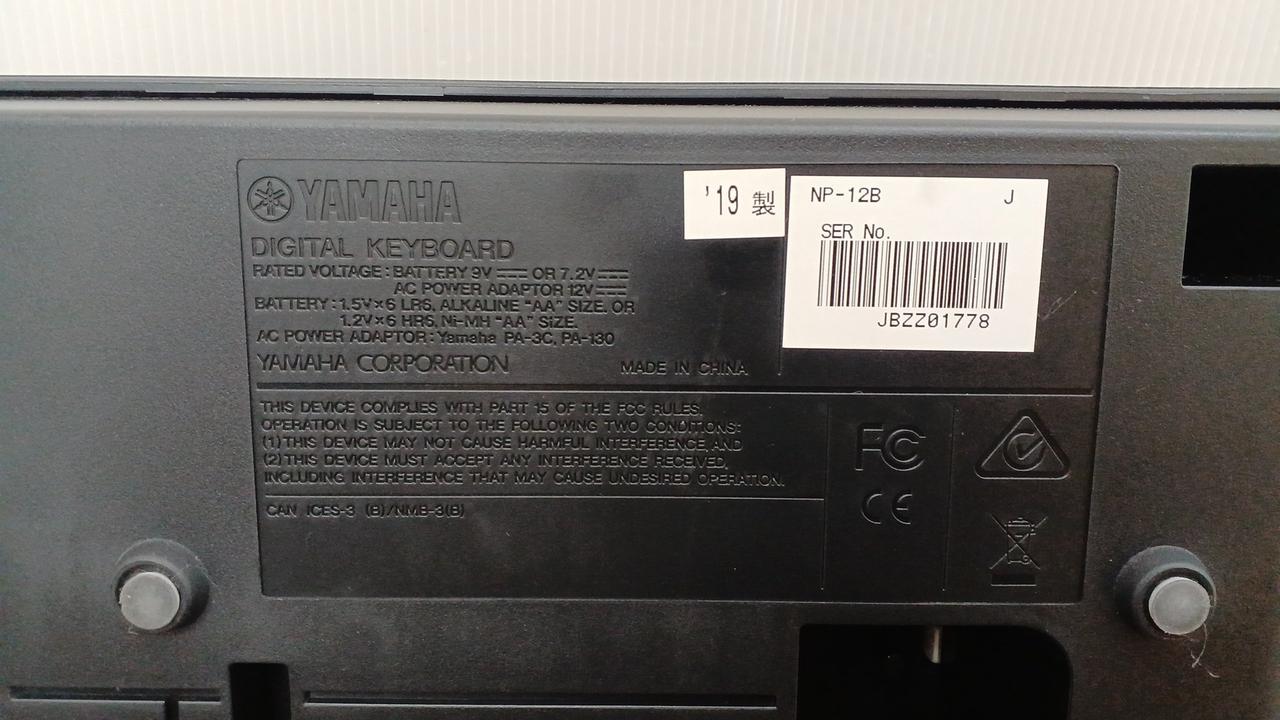 YAMAHA
DIGITAL KEYBOARD
RATED VOLTAGE : BATTERY 9V ⎓ OR 7.2V ⎓
AC POWER ADAPTOR 12V ⎓
BATTERY : 1.5V×6 LR6, ALKALINE "AA" SIZE. OR
1.2V×6 HR6, Ni-MH "AA" SIZE.
AC POWER ADAPTOR : Yamaha PA-3C, PA-130
YAMAHA CORPORATION
MADE IN CHINA
'19 製
NP-12B J
SER No.
JBZZ01778
THIS DEVICE COMPLIES WITH PART 15 OF THE FCC RULES.
OPERATION IS SUBJECT TO THE FOLLOWING TWO CONDITIONS:
(1) THIS DEVICE MAY NOT CAUSE HARMFUL INTERFERENCE, AND
(2) THIS DEVICE MUST ACCEPT ANY INTERFERENCE RECEIVED,
INCLUDING INTERFERENCE THAT MAY CAUSE UNDESIRED OPERATION.
CAN ICES-3 (B)/NMB-3(B)
FC
CE